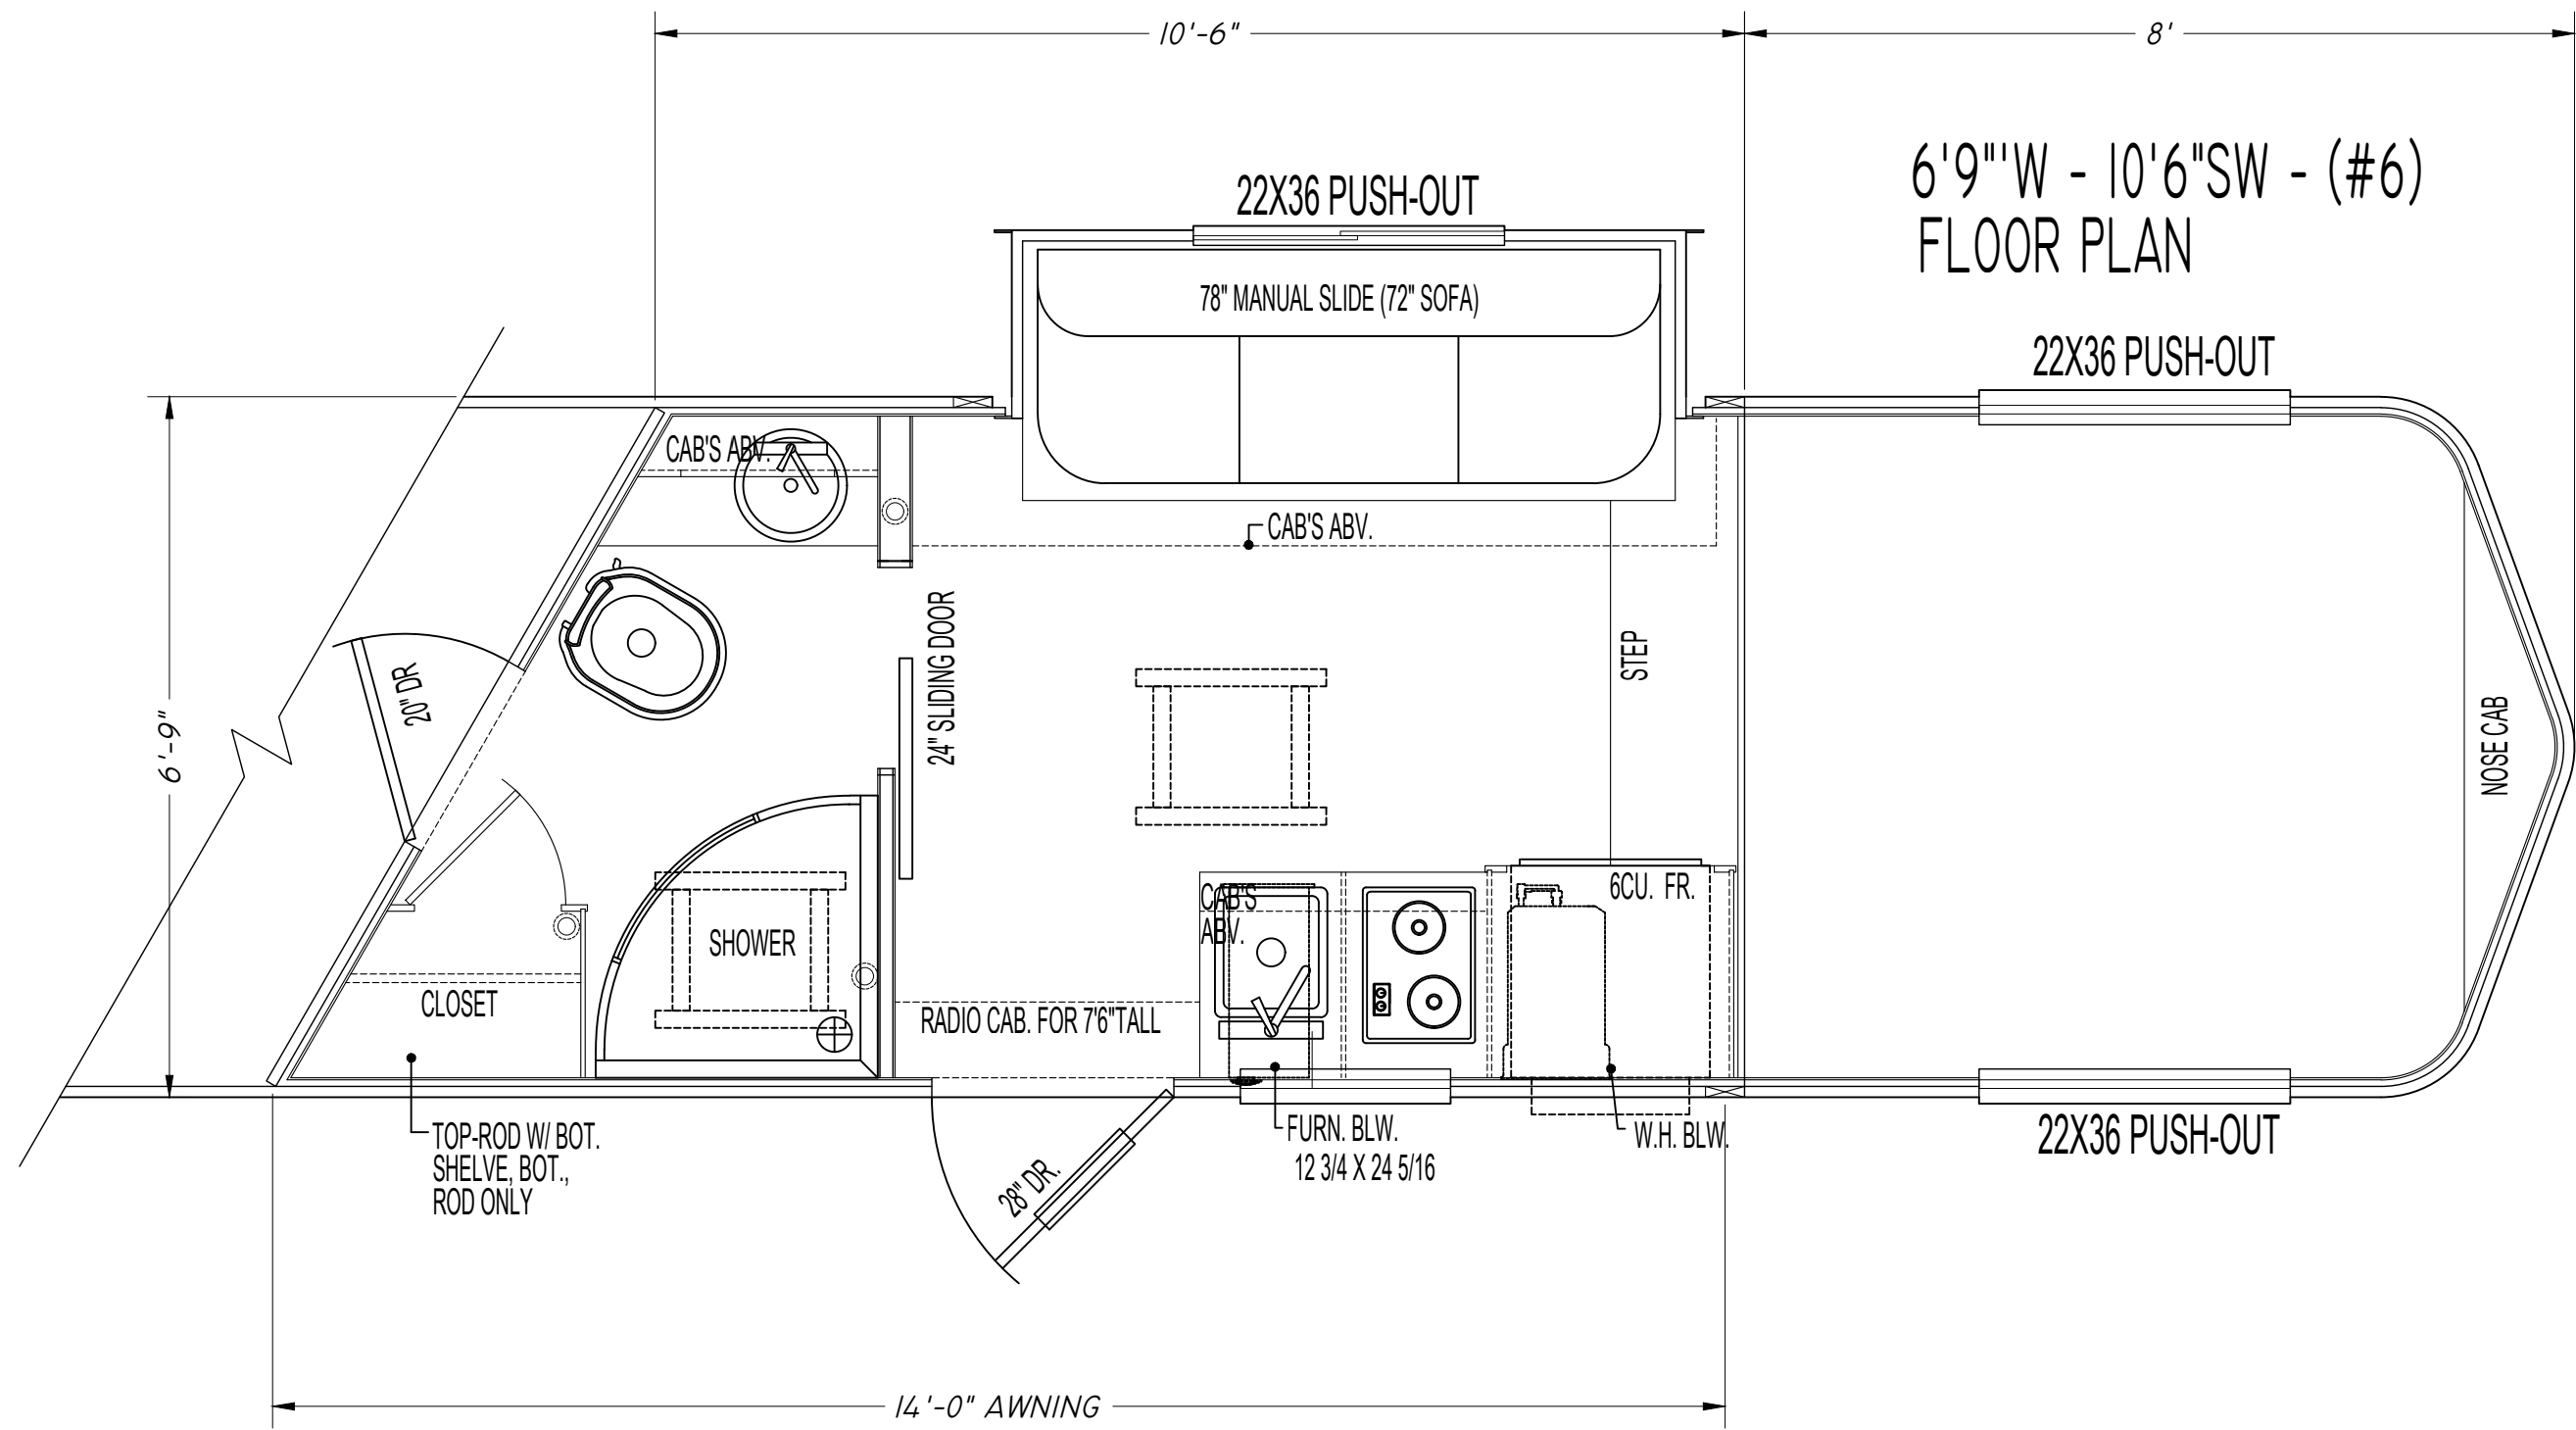 10'-6"
8'
6'9"'W - 10'6"SW - (#6)
FLOOR PLAN
22X36 PUSH-OUT
78" MANUAL SLIDE (72" SOFA)
22X36 PUSH-OUT
CAB'S ABV.
CAB'S ABV.
24" SLIDING DOOR
STEP
20" DR
6'-9"
NOSE CAB
CAB'S
ABV.
6CU. FR.
SHOWER
CLOSET
RADIO CAB. FOR 7'6"TALL
TOP-ROD W/ BOT.
SHELVE, BOT.,
ROD ONLY
28" DR.
FURN. BLW.
12 3/4 X 24 5/16
W.H. BLW.
22X36 PUSH-OUT
14'-0" AWNING